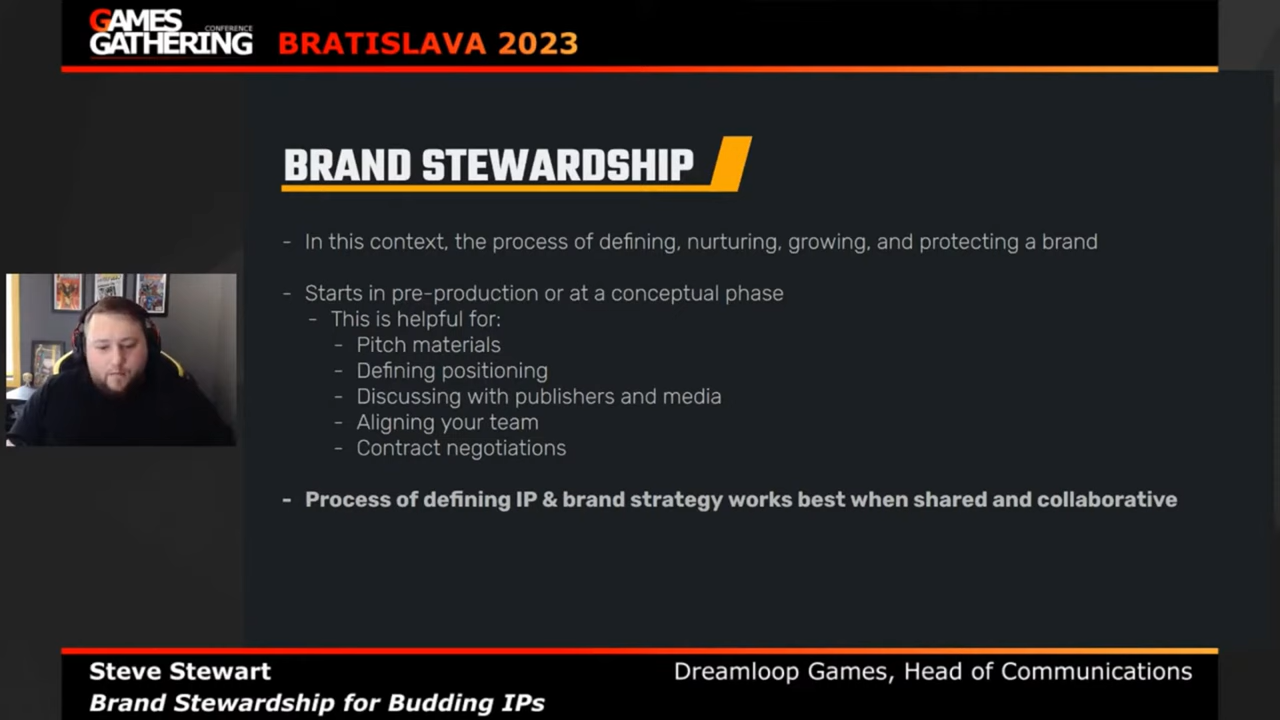 GAMES
CONFERENCE
GATHERING
BRATISLAVA 2023
BRAND STEWARDSHIP
- In this context, the process of defining, nurturing, growing, and protecting a brand
- Starts in pre-production or at a conceptual phase
- This is helpful for:
- Pitch materials
- Defining positioning
- Discussing with publishers and media
- Aligning your team
- Contract negotiations
- Process of defining IP & brand strategy works best when shared and collaborative
Steve Stewart
Dreamloop Games, Head of Communications
Brand Stewardship for Budding IPs